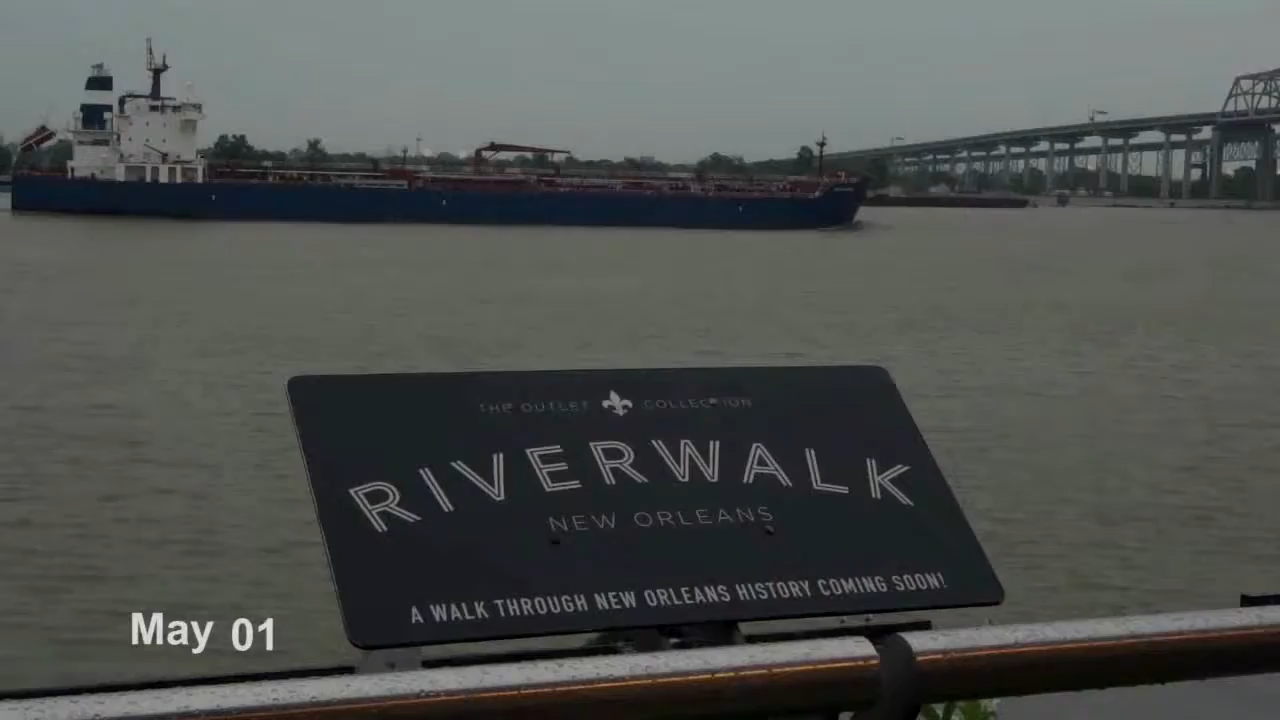 THE OUTLET COLLECTION
RIVERWALK
NEW ORLEANS
A WALK THROUGH NEW ORLEANS HISTORY COMING SOON!
May 01